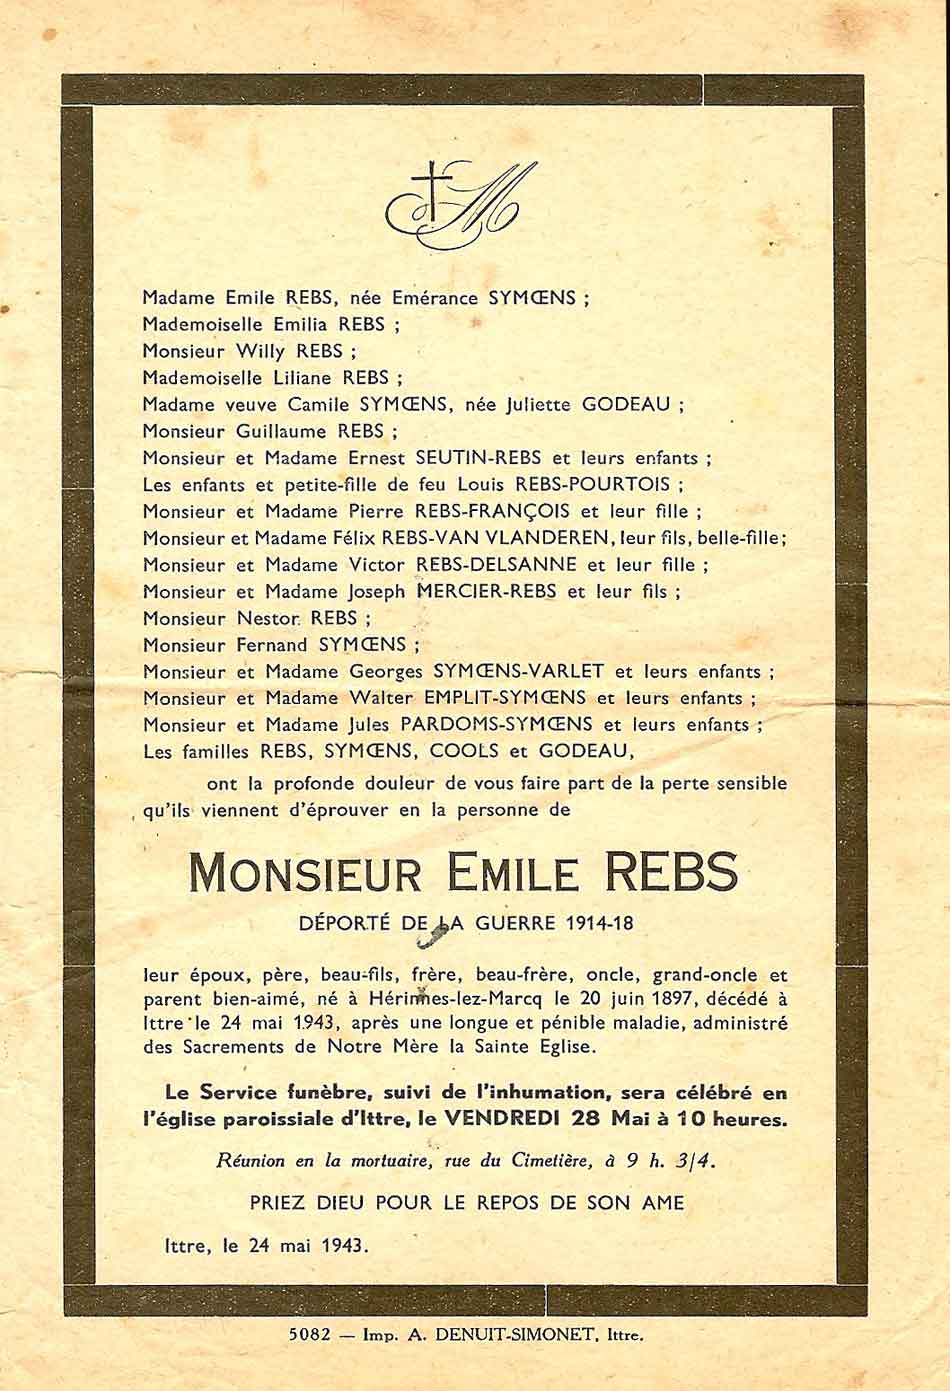 M
Madame Emile REBS, née Emérance SYMŒNS ;
Mademoiselle Emilia REBS ;
Monsieur Willy REBS ;
Mademoiselle Liliane REBS ;
Madame veuve Camile SYMŒNS, née Juliette GODEAU ;
Monsieur Guillaume REBS ;
Monsieur et Madame Ernest SEUTIN-REBS et leurs enfants ;
Les enfants et petite-fille de feu Louis REBS-POURTOIS ;
Monsieur et Madame Pierre REBS-FRANÇOIS et leur fille ;
Monsieur et Madame Félix REBS-VAN VLANDEREN, leur fils, belle-fille;
Monsieur et Madame Victor REBS-DELSANNE et leur fille ;
Monsieur et Madame Joseph MERCIER-REBS et leur fils ;
Monsieur Nestor REBS ;
Monsieur Fernand SYMŒNS ;
Monsieur et Madame Georges SYMŒNS-VARLET et leurs enfants ;
Monsieur et Madame Walter EMPLIT-SYMŒNS et leurs enfants ;
Monsieur et Madame Jules PARDOMS-SYMŒNS et leurs enfants ;
Les familles REBS, SYMŒNS, COOLS et GODEAU,
ont la profonde douleur de vous faire part de la perte sensible
qu'ils viennent d'éprouver en la personne de
MONSIEUR EMILE REBS
DÉPORTÉ DE LA GUERRE 1914-18
leur époux, père, beau-fils, frère, beau-frère, oncle, grand-oncle et
parent bien-aimé, né à Hérinnes-lez-Marcq le 20 juin 1897, décédé à
Ittre le 24 mai 1943, après une longue et pénible maladie, administré
des Sacrements de Notre Mère la Sainte Eglise.
Le Service funèbre, suivi de l'inhumation, sera célébré en
l'église paroissiale d'Ittre, le VENDREDI 28 Mai à 10 heures.
Réunion en la mortuaire, rue du Cimetière, à 9 h. 3/4.
PRIEZ DIEU POUR LE REPOS DE SON AME
Ittre, le 24 mai 1943.
5082 — Imp. A. DENUIT-SIMONET, Ittre.